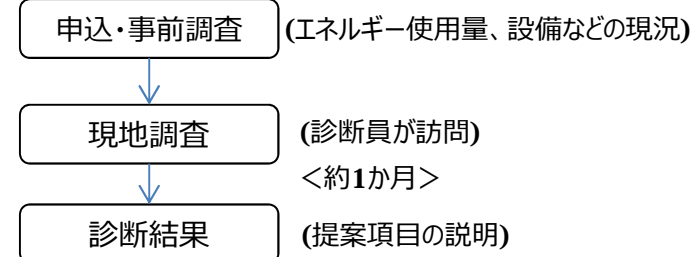 申込・事前調査 (エネルギー使用量、設備などの現況)
現地調査 (診断員が訪問)
<約1か月>
診断結果 (提案項目の説明)